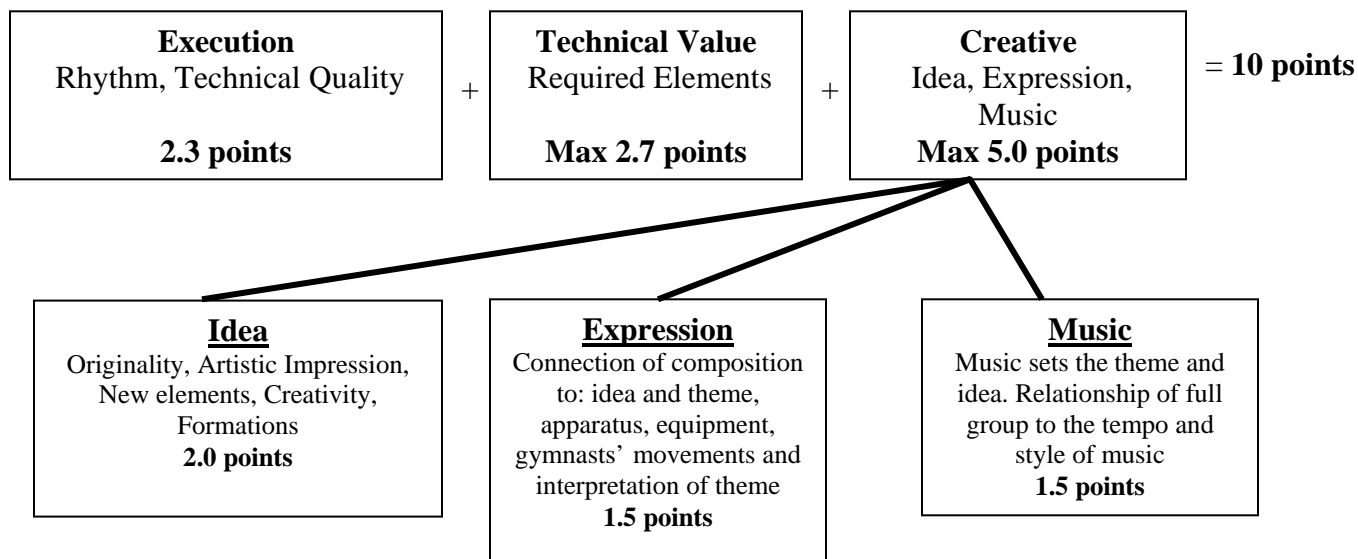 Execution
Rhythm, Technical Quality
2.3 points
+
Technical Value
Required Elements
Max 2.7 points
+
Creative
Idea, Expression,
Music
Max 5.0 points
= 10 points
Idea
Originality, Artistic Impression,
New elements, Creativity,
Formations
2.0 points
Expression
Connection of composition
to: idea and theme,
apparatus, equipment,
gymnasts’ movements and
interpretation of theme
1.5 points
Music
Music sets the theme and
idea. Relationship of full
group to the tempo and
style of music
1.5 points